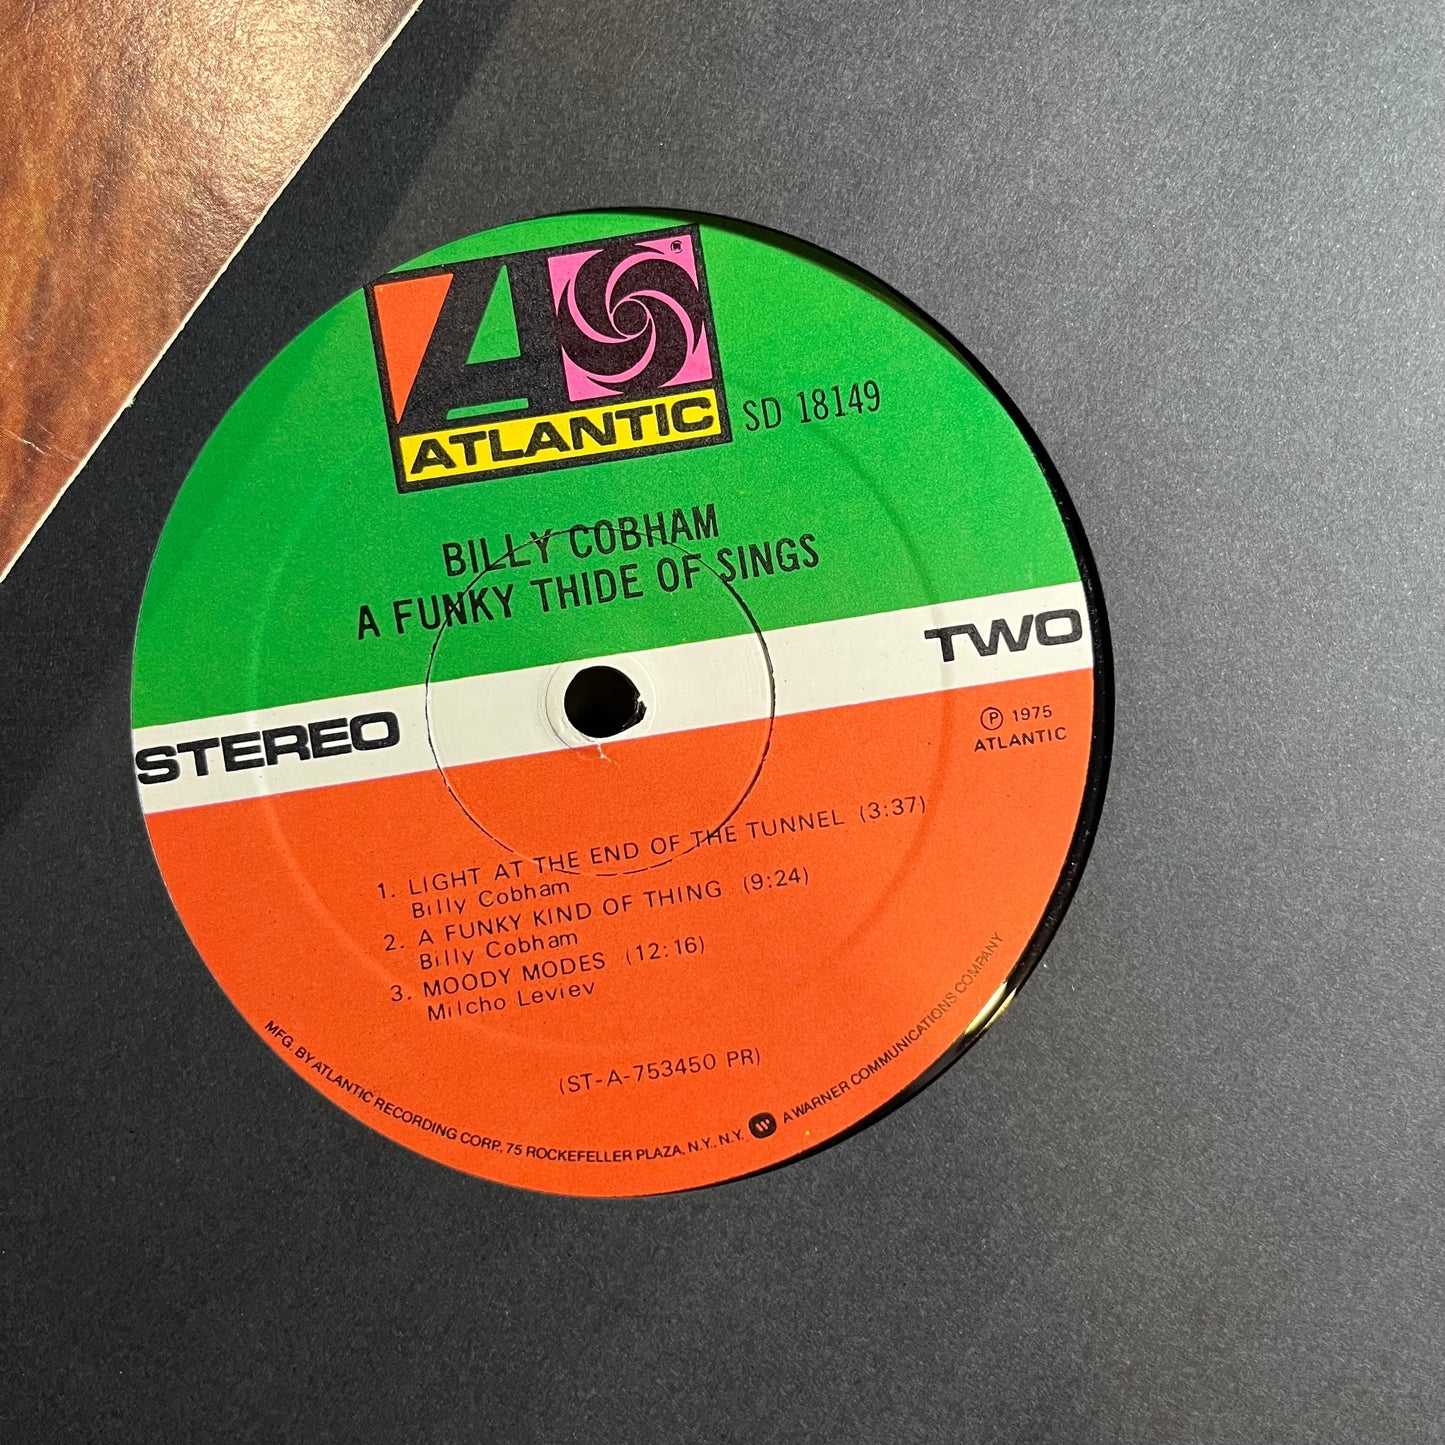 ®
ATLANTIC
SD 18149
BILLY COBHAM
A FUNKY THIDE OF SINGS
STEREO
TWO
Ⓟ 1975
ATLANTIC
1. LIGHT AT THE END OF THE TUNNEL (3:37)
Billy Cobham
2. A FUNKY KIND OF THING (9:24)
Billy Cobham
3. MOODY MODES (12:16)
Milcho Leviev
(ST-A-753450 PR)
MFG. BY ATLANTIC RECORDING CORP., 75 ROCKEFELLER PLAZA, N.Y., N.Y. A WARNER COMMUNICATIONS COMPANY